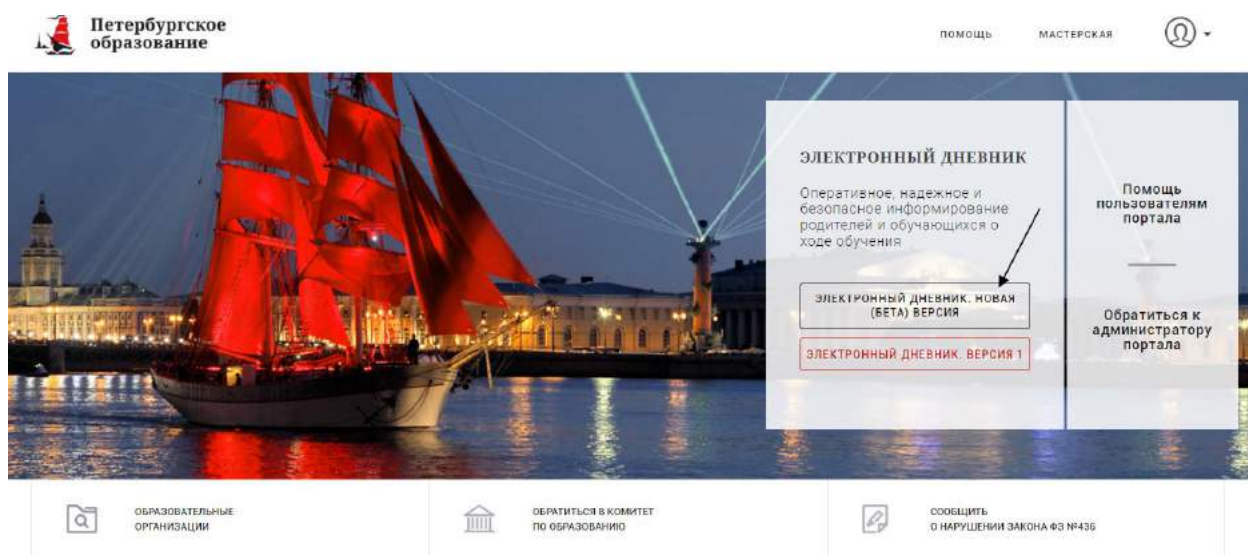 Петербургское
образование
ПОМОЩЬ
МАСТЕРСКАЯ
ЭЛЕКТРОННЫЙ ДНЕВНИК
Оперативное, надежное и
безопасное информирование
родителей и обучающихся о
ходе обучения
ЭЛЕКТРОННЫЙ ДНЕВНИК. НОВАЯ
(БЕТА) ВЕРСИЯ
ЭЛЕКТРОННЫЙ ДНЕВНИК. ВЕРСИЯ 1
Помощь
пользователям
портала
Обратиться к
администратору
портала
ОБРАЗОВАТЕЛЬНЫЕ
ОРГАНИЗАЦИИ
ОБРАТИТЬСЯ В КОМИТЕТ
ПО ОБРАЗОВАНИЮ
СООБЩИТЬ
О НАРУШЕНИИ ЗАКОНА ФЗ №436